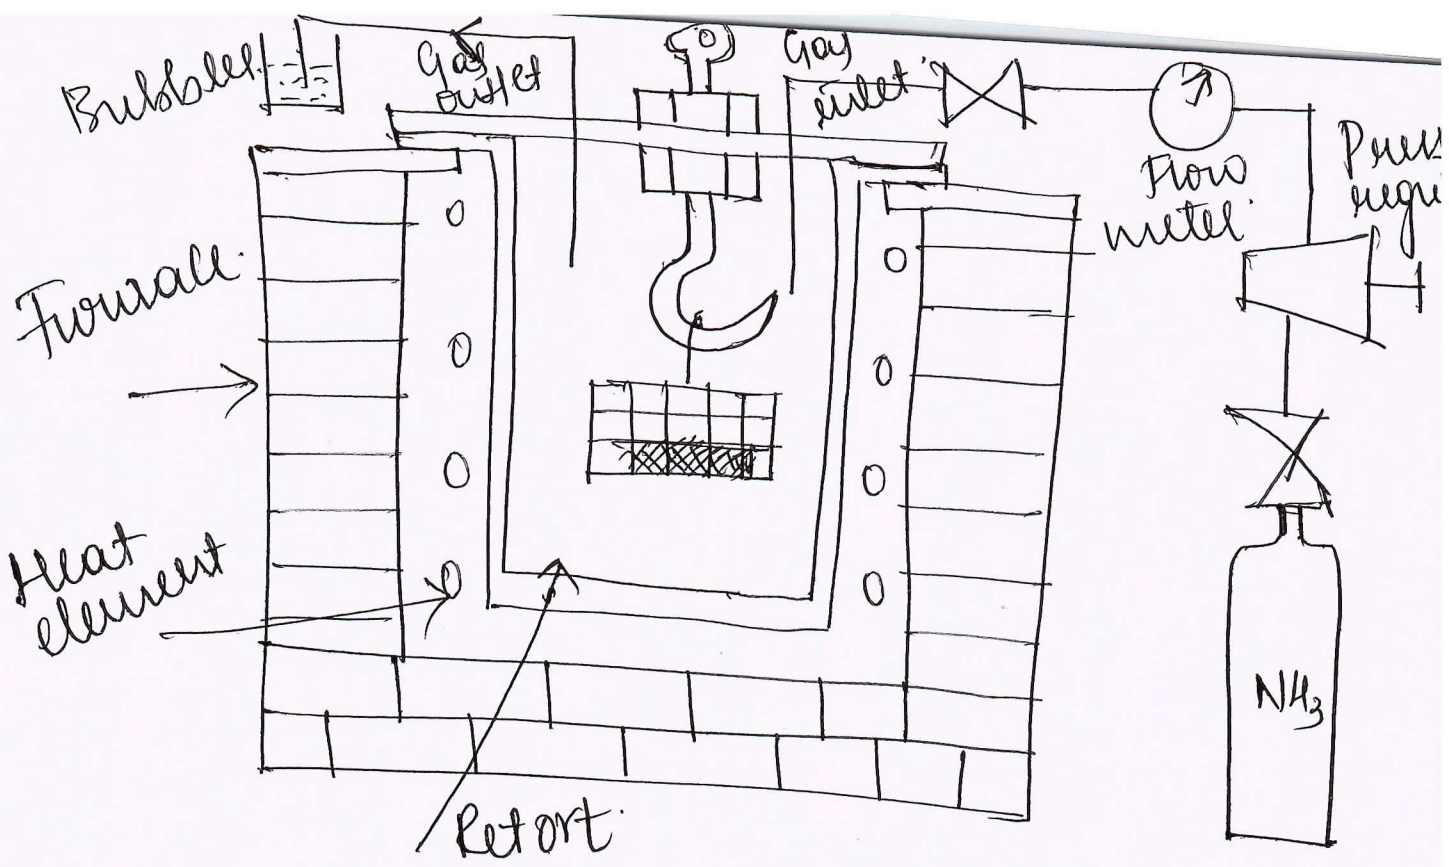 Bubbler
Gas
outlet
Gas
inlet
Flow
meter
Furnace
Heat
element
Retort
NH3